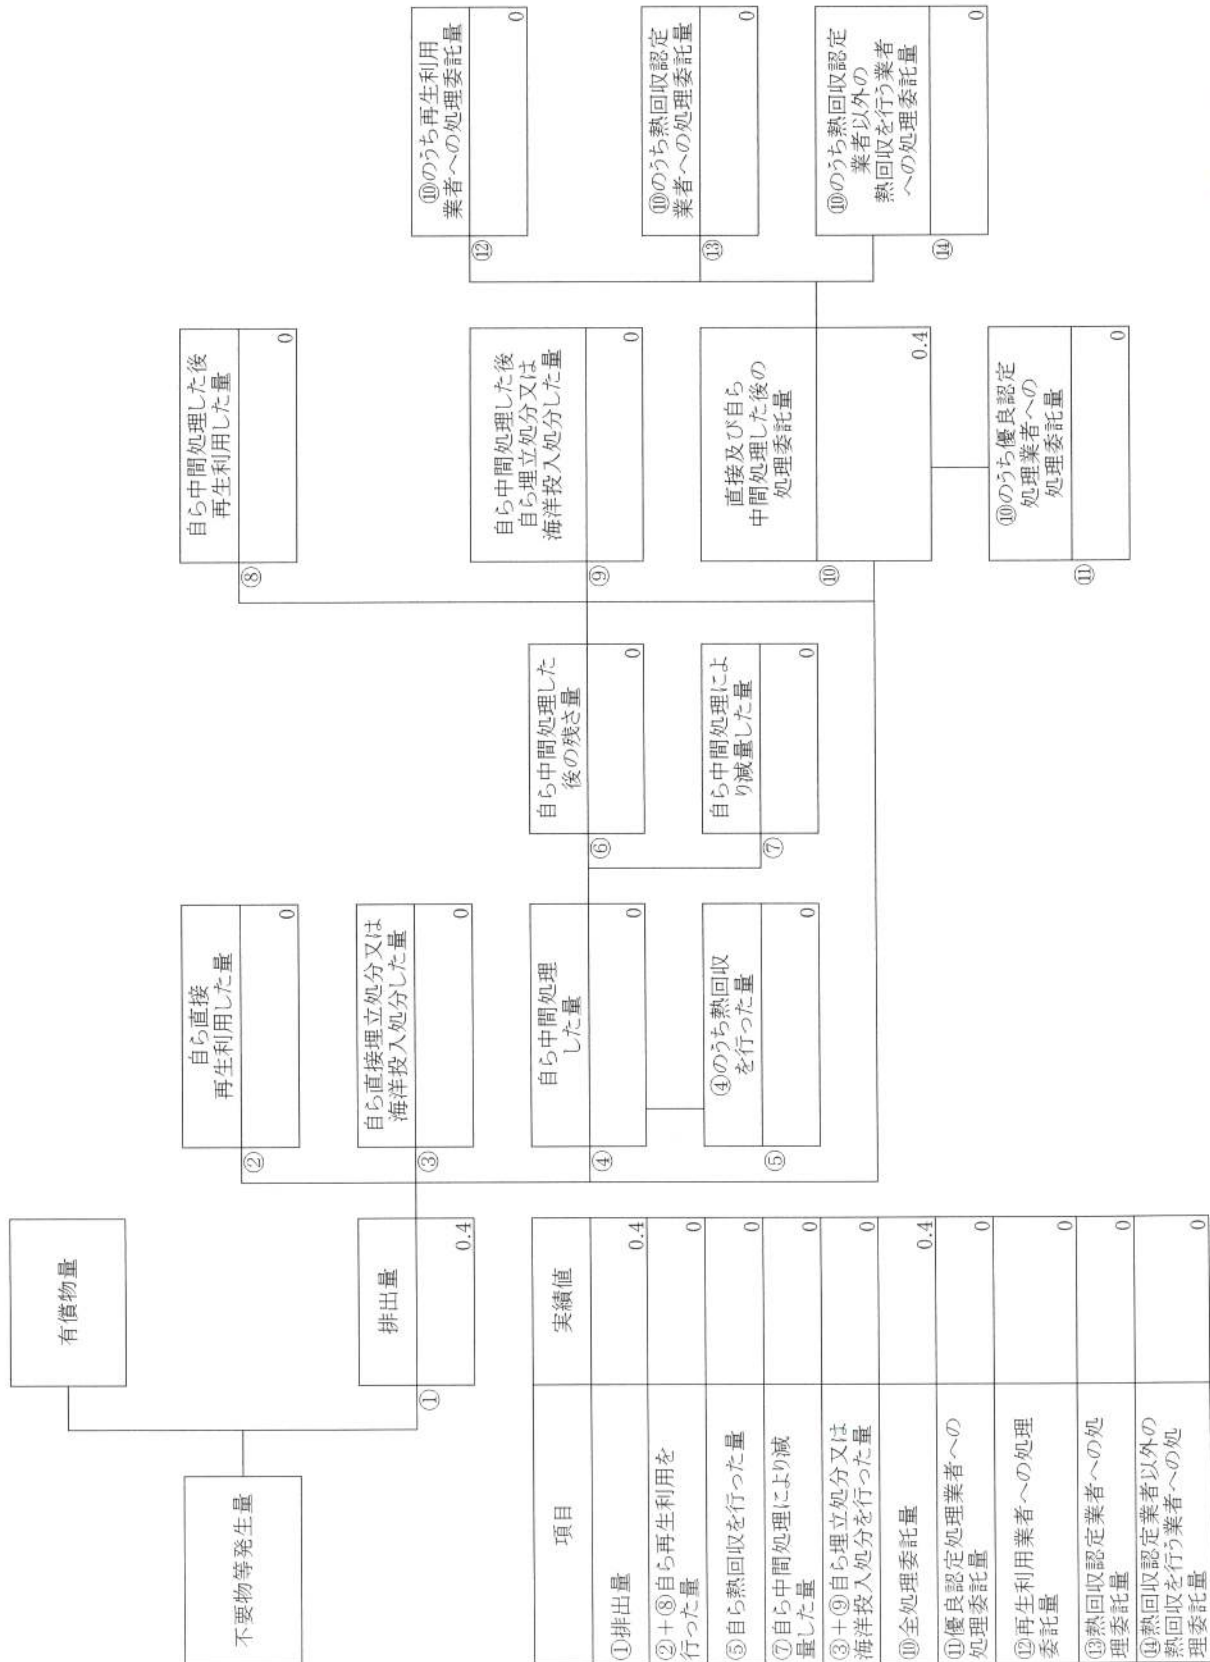 不要物等発生量
有償物量
排出量
①
0.4
自ら直接
再生利用した量
②
0
自ら直接埋立処分又は
海洋投入処分した量
③
0
自ら中間処理
した量
④
0
④のうち熱回収
を行った量
⑤
0
自ら中間処理した
後の残さ量
⑥
0
自ら中間処理によ
り減量した量
⑦
0
自ら中間処理した後
再生利用した量
⑧
0
自ら中間処理した後
自ら埋立処分又は
海洋投入処分した量
⑨
0
直接及び自ら
中間処理した後の
処理委託量
⑩
0.4
⑩のうち優良認定
処理業者への
処理委託量
⑪
0
⑩のうち再生利用
業者への処理委託量
⑫
0
⑩のうち熱回収認定
業者への処理委託量
⑬
0
⑩のうち熱回収認定
業者以外の
熱回収を行う業者
への処理委託量
⑭
0
項目 実績値
①排出量 0.4
②+⑧自ら再生利用を
行った量 0
⑤自ら熱回収を行った量 0
⑦自ら中間処理により減
量した量 0
③+⑨自ら埋立処分又は
海洋投入処分を行った量 0
⑩全処理委託量 0.4
⑪優良認定処理業者への
処理委託量 0
⑫再生利用業者への処理
委託量 0
⑬熱回収認定業者への処
理委託量 0
⑭熱回収認定業者以外の
熱回収を行う業者への処
理委託量 0